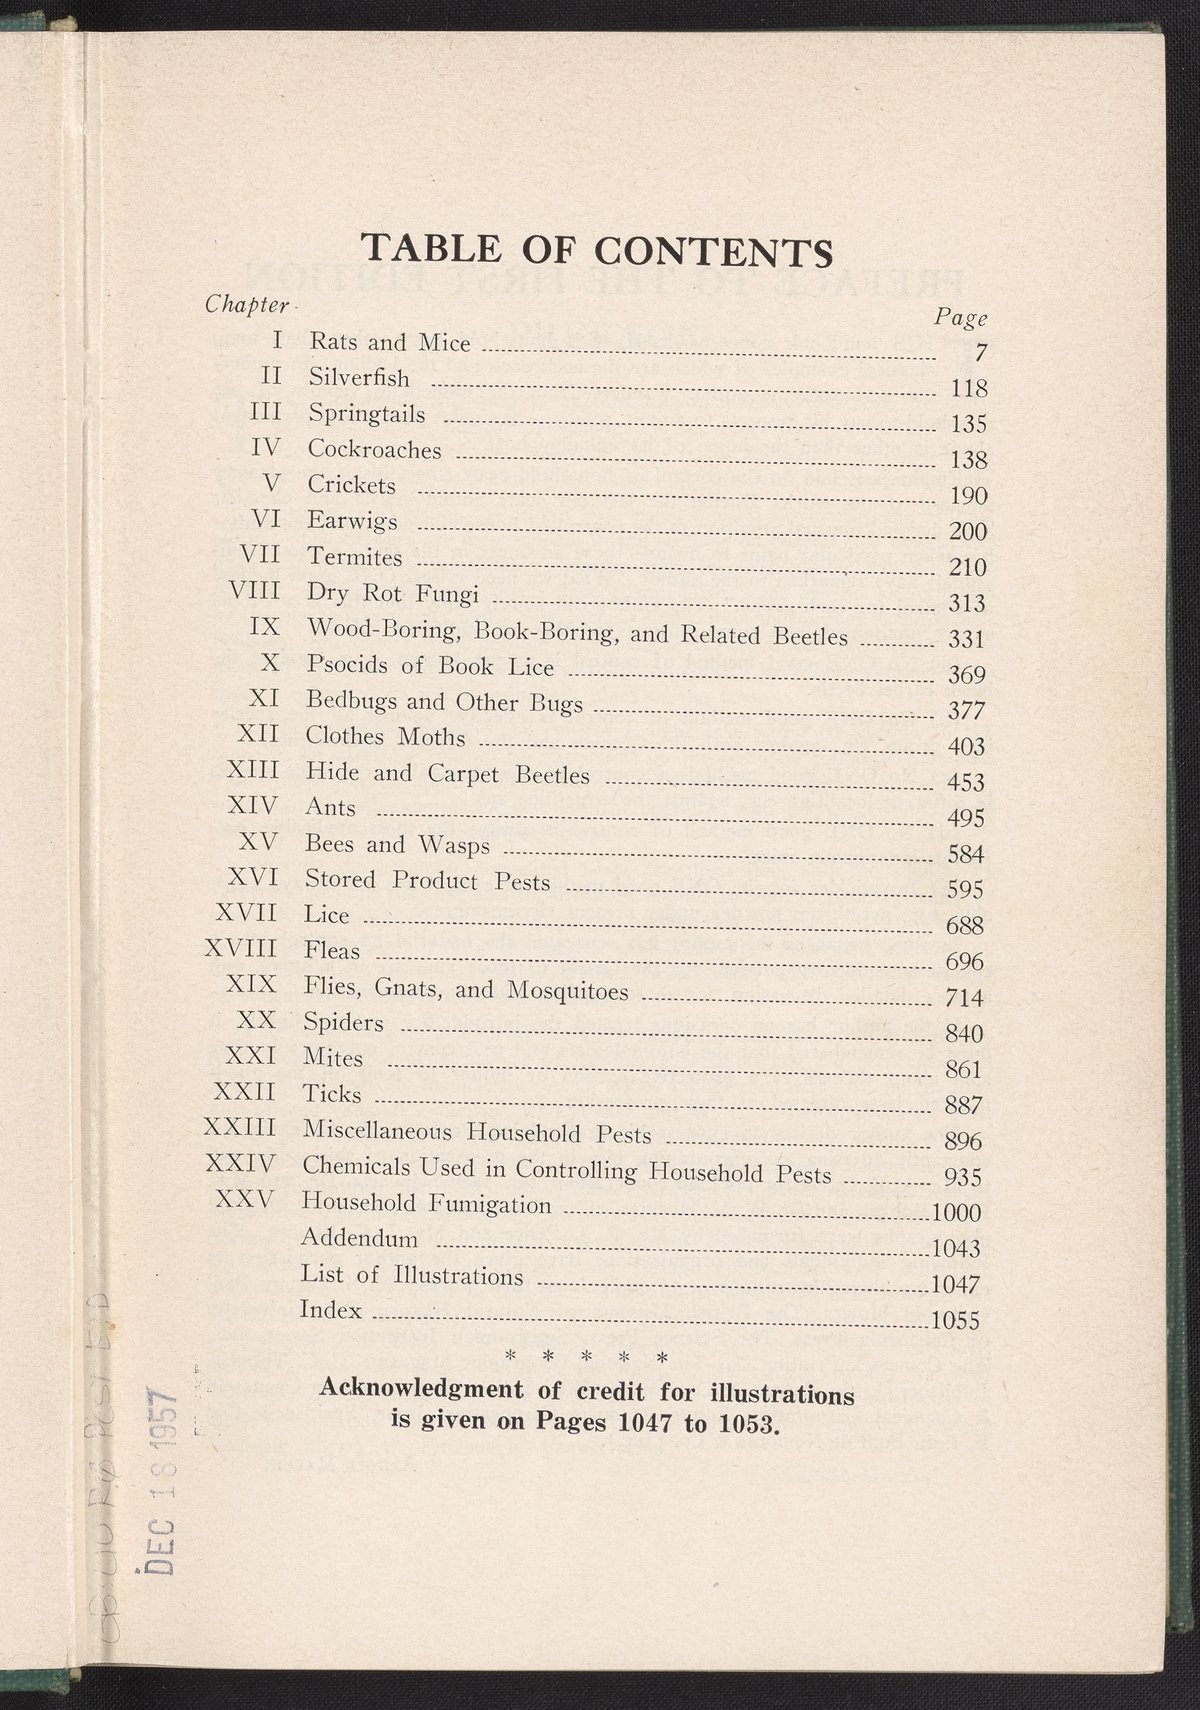 TABLE OF CONTENTS
Chapter Page
I Rats and Mice 7
II Silverfish 118
III Springtails 135
IV Cockroaches 138
V Crickets 190
VI Earwigs 200
VII Termites 210
VIII Dry Rot Fungi 313
IX Wood-Boring, Book-Boring, and Related Beetles 331
X Psocids of Book Lice 369
XI Bedbugs and Other Bugs 377
XII Clothes Moths 403
XIII Hide and Carpet Beetles 453
XIV Ants 495
XV Bees and Wasps 584
XVI Stored Product Pests 595
XVII Lice 688
XVIII Fleas 696
XIX Flies, Gnats, and Mosquitoes 714
XX Spiders 840
XXI Mites 861
XXII Ticks 887
XXIII Miscellaneous Household Pests 896
XXIV Chemicals Used in Controlling Household Pests 935
XXV Household Fumigation 1000
Addendum 1043
List of Illustrations 1047
Index 1055
* * * * *
Acknowledgment of credit for illustrations
is given on Pages 1047 to 1053.
DEC 18 1957